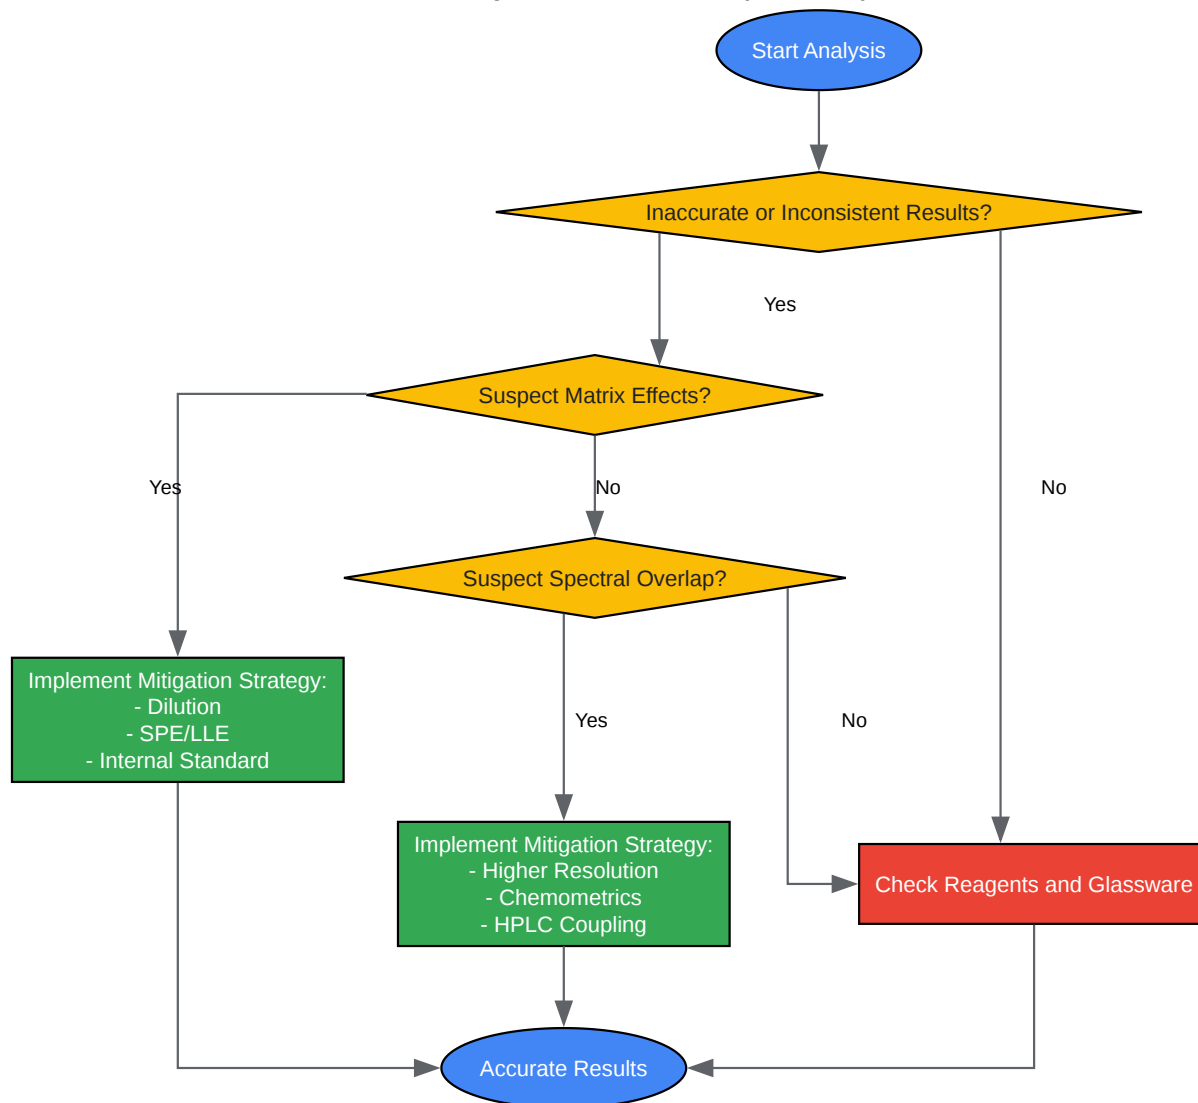 Start Analysis
Inaccurate or Inconsistent Results?
Yes
Suspect Matrix Effects?
Yes
No
No
Suspect Spectral Overlap?
Implement Mitigation Strategy:
- Dilution
- SPE/LLE
- Internal Standard
Yes
No
Implement Mitigation Strategy:
- Higher Resolution
- Chemometrics
- HPLC Coupling
Check Reagents and Glassware
Accurate Results